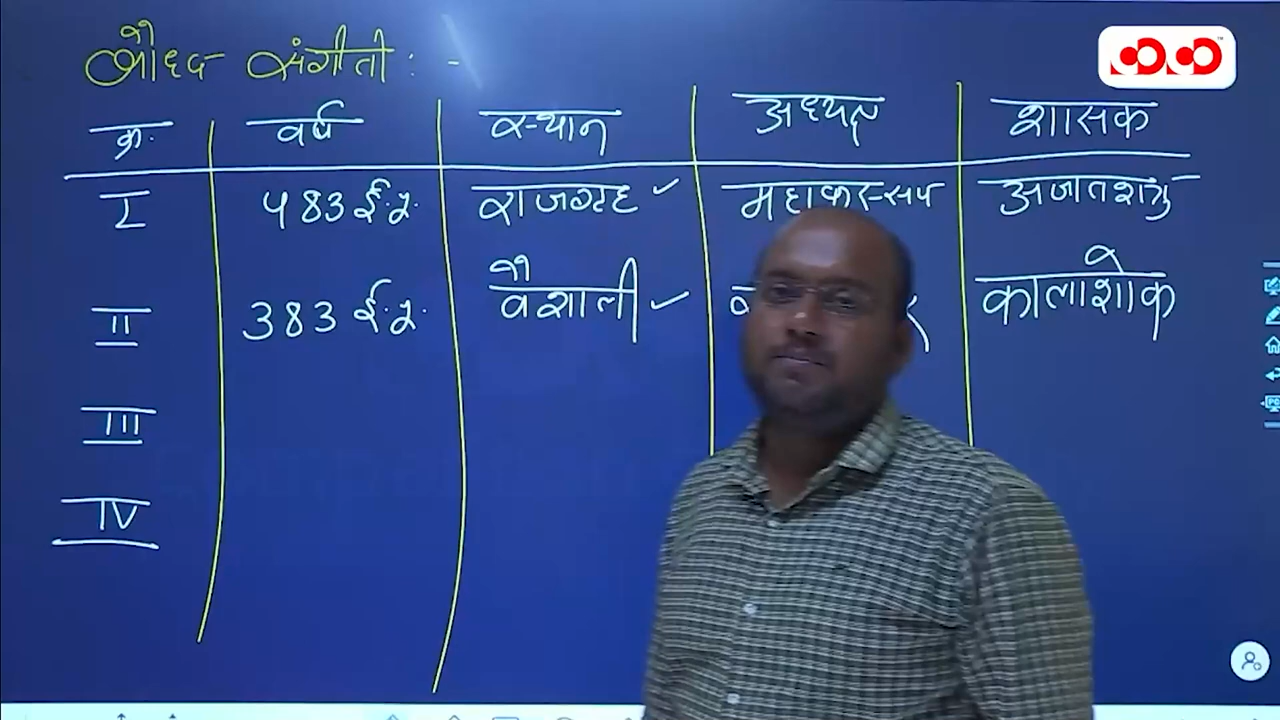 बौध्द संगीती : -
क्र. वर्ष स्थान अध्यक्ष शासक
I 483 ई.पू. राजगृह महाकस्सप अजातशत्रु
II 383 ई.पू. वैशाली कालाशोक
III
IV